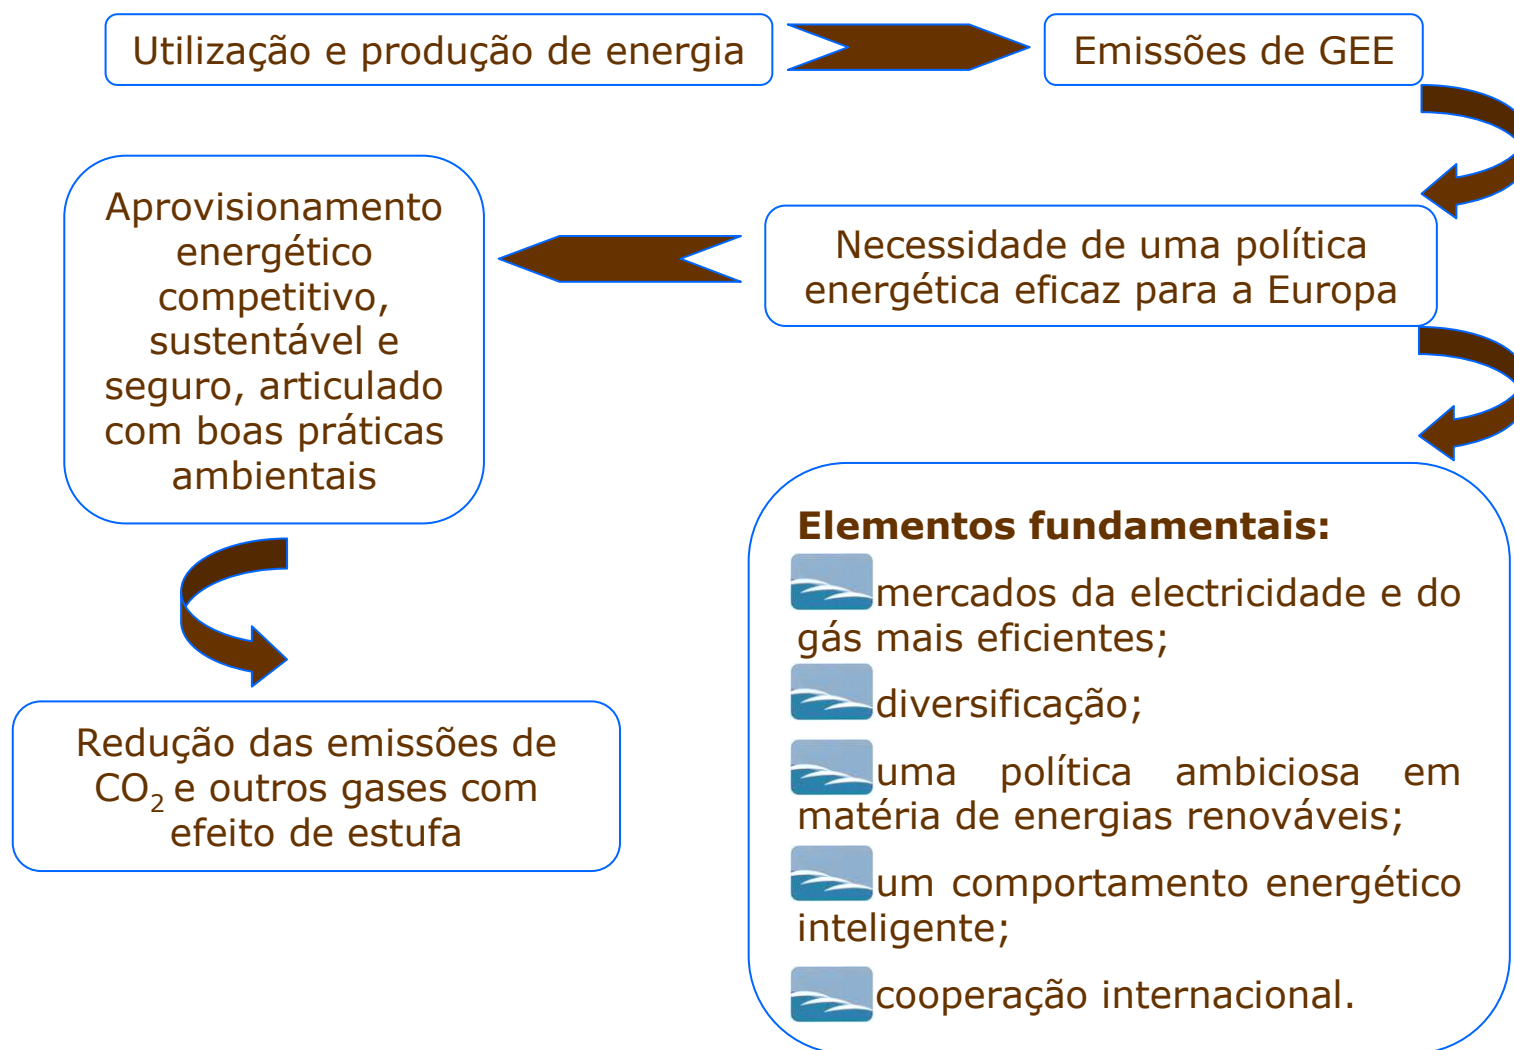 Utilização e produção de energia
Emissões de GEE
Necessidade de uma política
energética eficaz para a Europa
Aprovisionamento
energético
competitivo,
sustentável e
seguro, articulado
com boas práticas
ambientais
Redução das emissões de
CO₂ e outros gases com
efeito de estufa
Elementos fundamentais:
mercados da electricidade e do
gás mais eficientes;
diversificação;
uma política ambiciosa em
matéria de energias renováveis;
um comportamento energético
inteligente;
cooperação internacional.